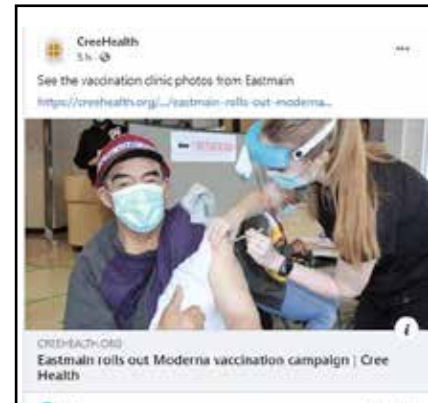 CreeHealth
5 h
See the vaccination clinic photos from Eastmain
https://creehealth.org/.../eastmain-rolls-out-moderna...
CREEHEALTH.ORG
Eastmain rolls out Moderna vaccination campaign | Cree
Health